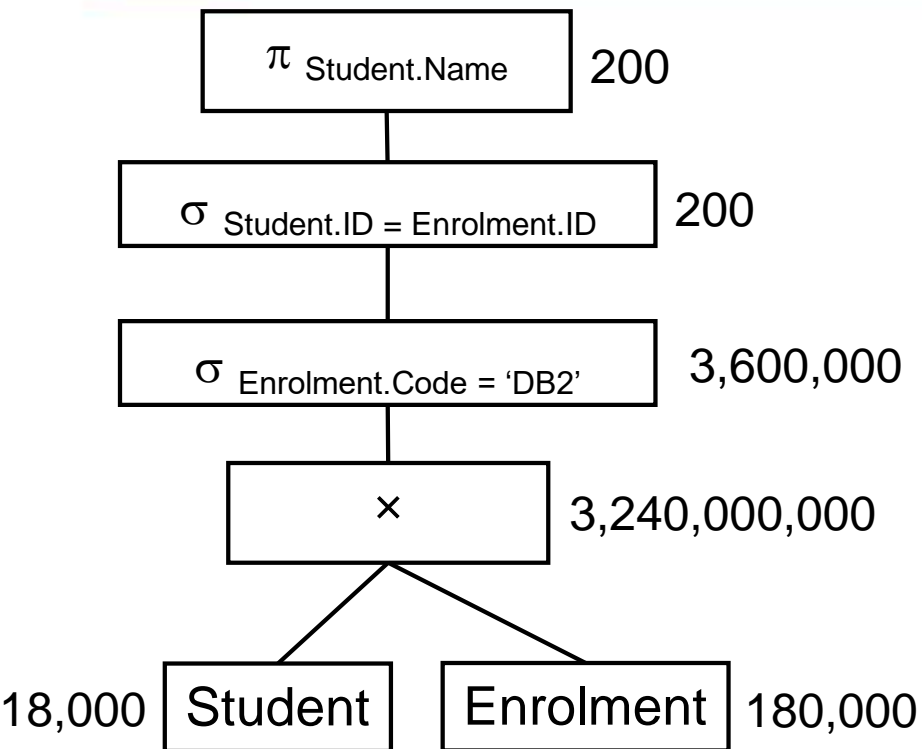 π Student.Name 200
σ Student.ID = Enrolment.ID 200
σ Enrolment.Code = ‘DB2’ 3,600,000
× 3,240,000,000
18,000 Student Enrolment 180,000